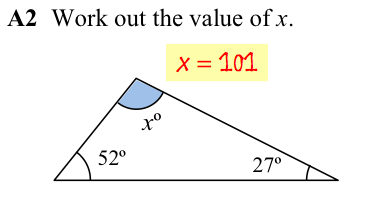 A2 Work out the value of x.
x = 101
xº
52º 27º